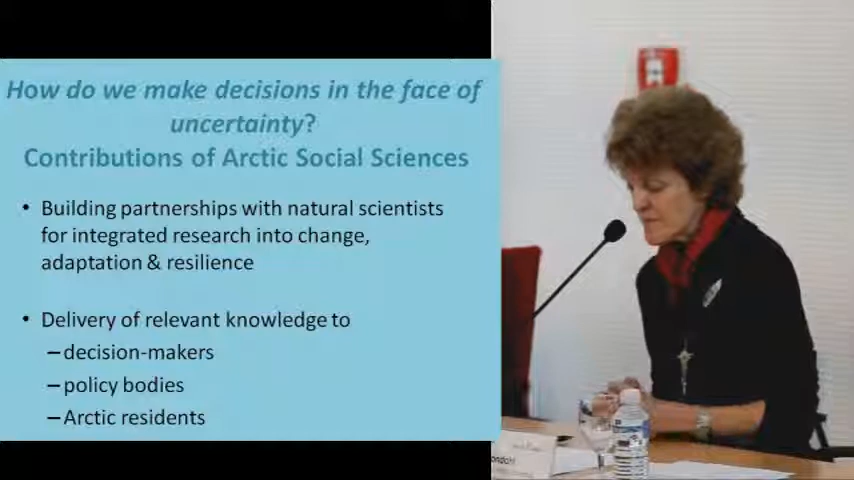 How do we make decisions in the face of
uncertainty?
Contributions of Arctic Social Sciences
• Building partnerships with natural scientists
for integrated research into change,
adaptation & resilience
• Delivery of relevant knowledge to
–decision-makers
–policy bodies
–Arctic residents